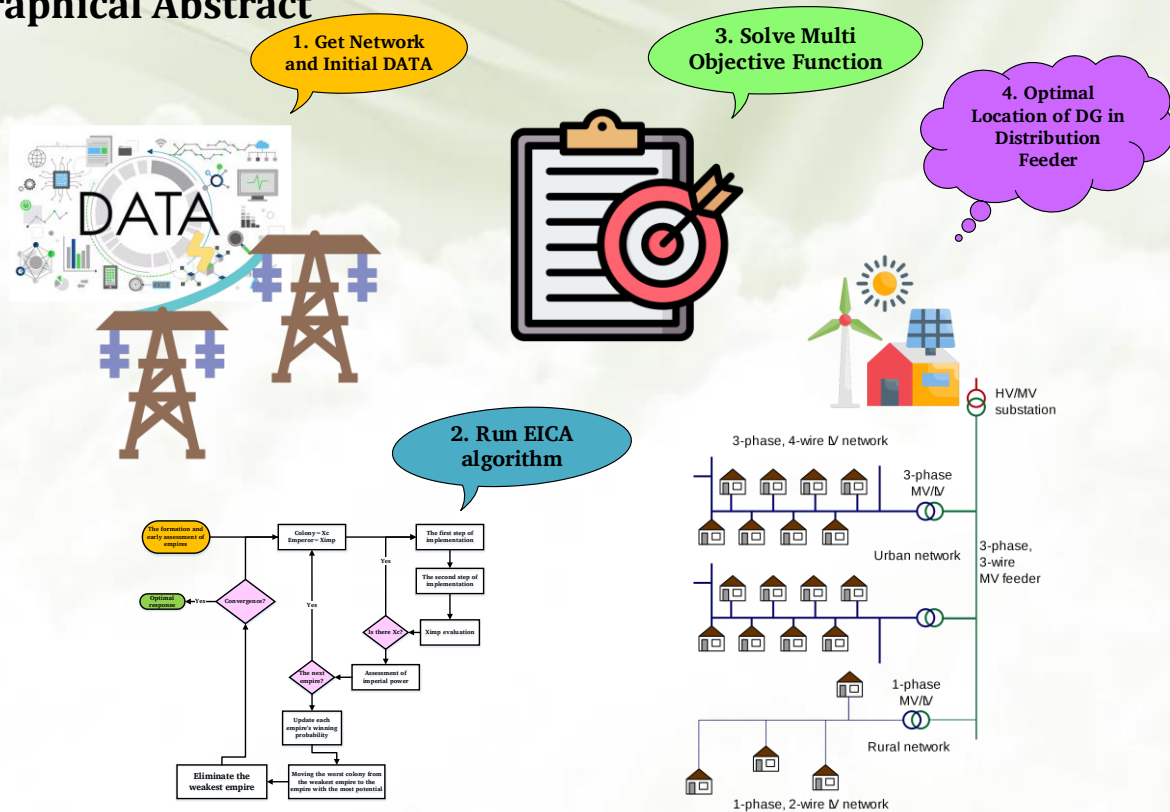 raphical Abstract
1. Get Network
and Initial DATA
3. Solve Multi
Objective Function
4. Optimal
Location of DG in
Distribution
Feeder
DATA
2. Run EICA
algorithm
The formation and
early assessment of
empires
Colony=Xc
Emperor=Ximp
The first step of
implementation
Yes
The second step of
implementation
Optimal
response
Yes
Convergence?
Yes
Is there Xc?
Ximp evaluation
The next
empire?
Assessment of
imperial power
Update each
empire's winning
probability
Eliminate the
weakest empire
Moving the worst colony from
the weakest empire to the
empire with the most potential
HV/MV
substation
3-phase, 4-wire LV network
3-phase
MV/LV
Urban network
3-phase,
3-wire
MV feeder
1-phase
MV/LV
Rural network
1-phase, 2-wire LV network